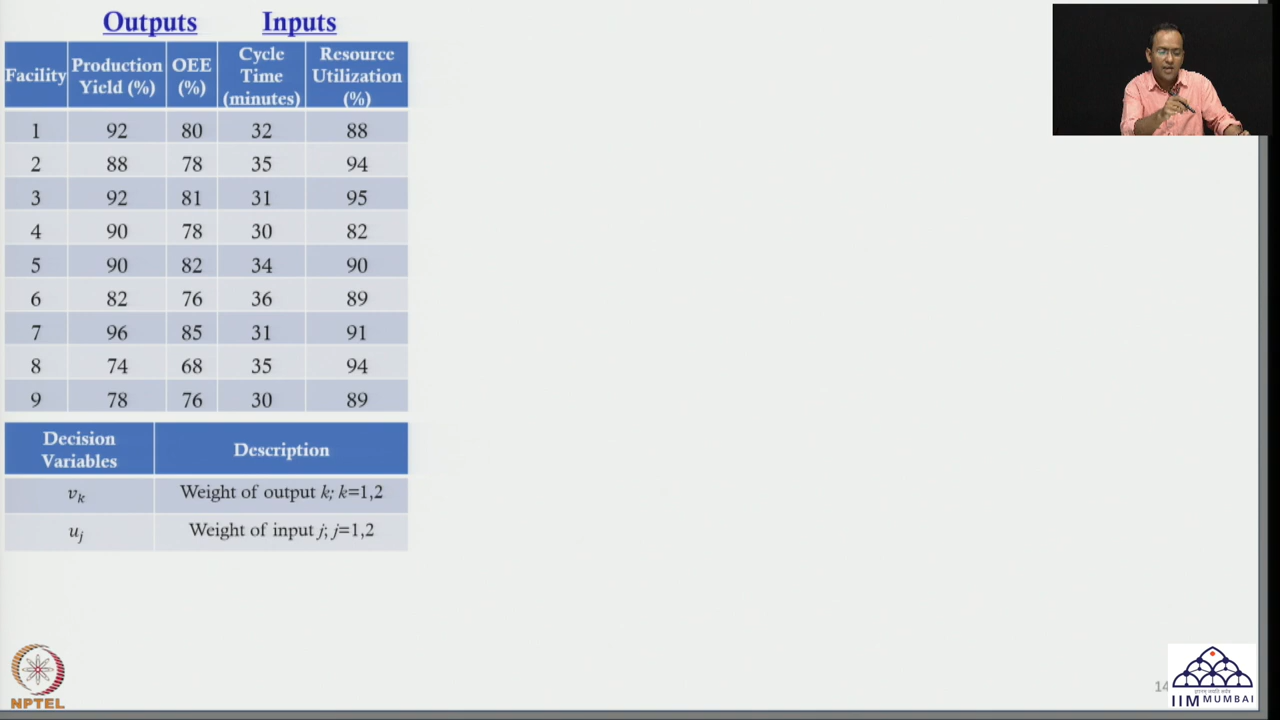 Outputs Inputs
Facility Production Yield (%) OEE (%) Cycle Time (minutes) Resource Utilization (%)
1 92 80 32 88
2 88 78 35 94
3 92 81 31 95
4 90 78 30 82
5 90 82 34 90
6 82 76 36 89
7 96 85 31 91
8 74 68 35 94
9 78 76 30 89
Decision Variables Description
vₖ Weight of output k; k=1,2
uⱼ Weight of input j; j=1,2
NPTEL
14
IIM MUMBAI